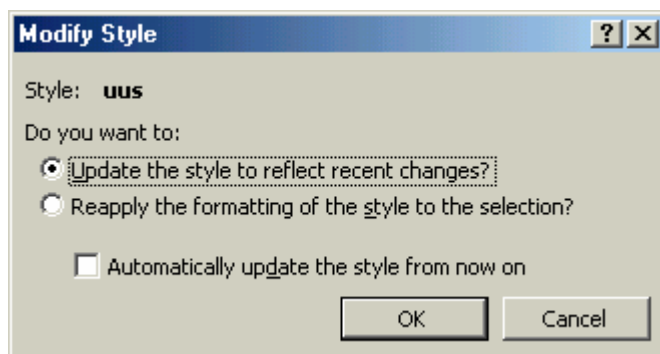 Modify Style
Style: uus
Do you want to:
Update the style to reflect recent changes?
Reapply the formatting of the style to the selection?
Automatically update the style from now on
OK Cancel